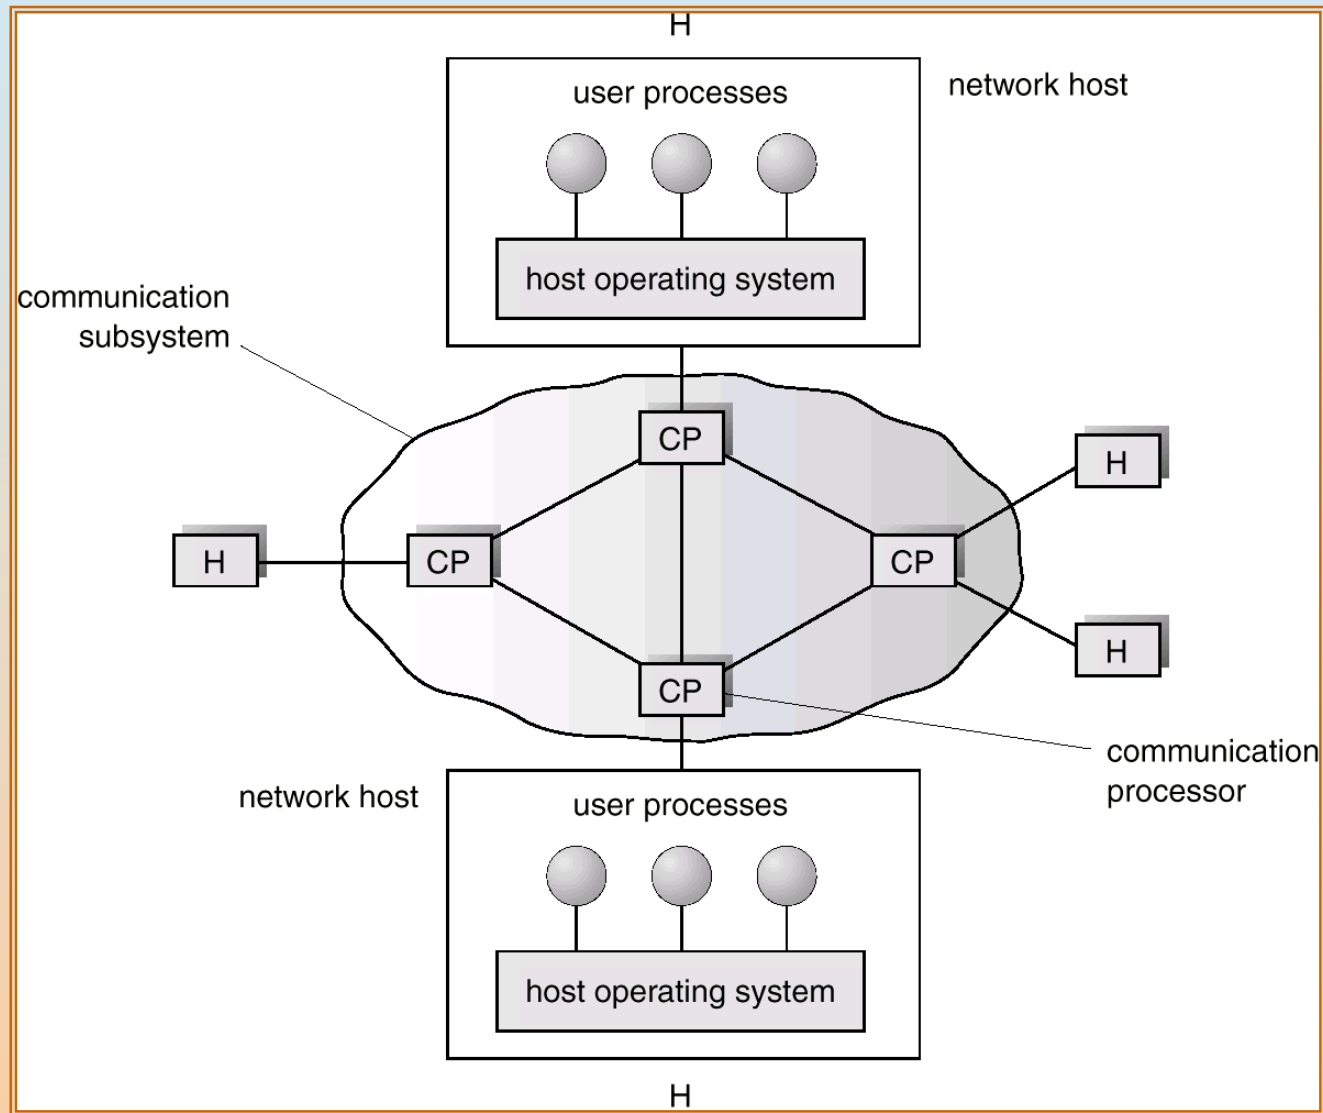 H
user processes
network host
host operating system
communication
subsystem
CP
H
H
CP
CP
H
CP
communication
processor
network host
user processes
host operating system
H